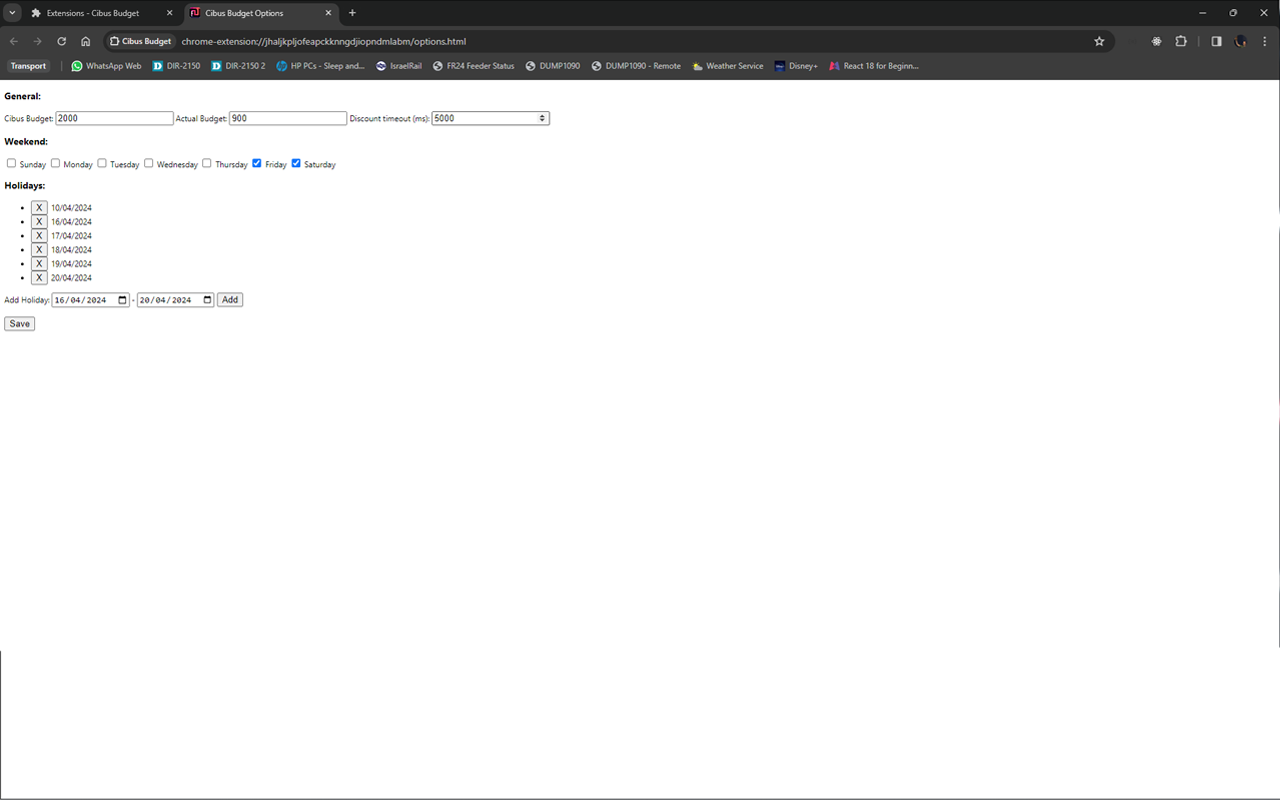 Extensions - Cibus Budget
Cibus Budget Options
Cibus Budget chrome-extension://jhaljkpljofeapckknngdjiopndmlabm/options.html
Transport WhatsApp Web DIR-2150 DIR-2150 2 HP PCs - Sleep and... IsraelRail FR24 Feeder Status DUMP1090 DUMP1090 - Remote Weather Service Disney+ React 18 for Beginn...
General:
Cibus Budget: 2000 Actual Budget: 900 Discount timeout (ms): 5000
Weekend:
Sunday Monday Tuesday Wednesday Thursday Friday Saturday
Holidays:
X 10/04/2024
X 16/04/2024
X 17/04/2024
X 18/04/2024
X 19/04/2024
X 20/04/2024
Add Holiday: 16/04/2024 - 20/04/2024 Add
Save